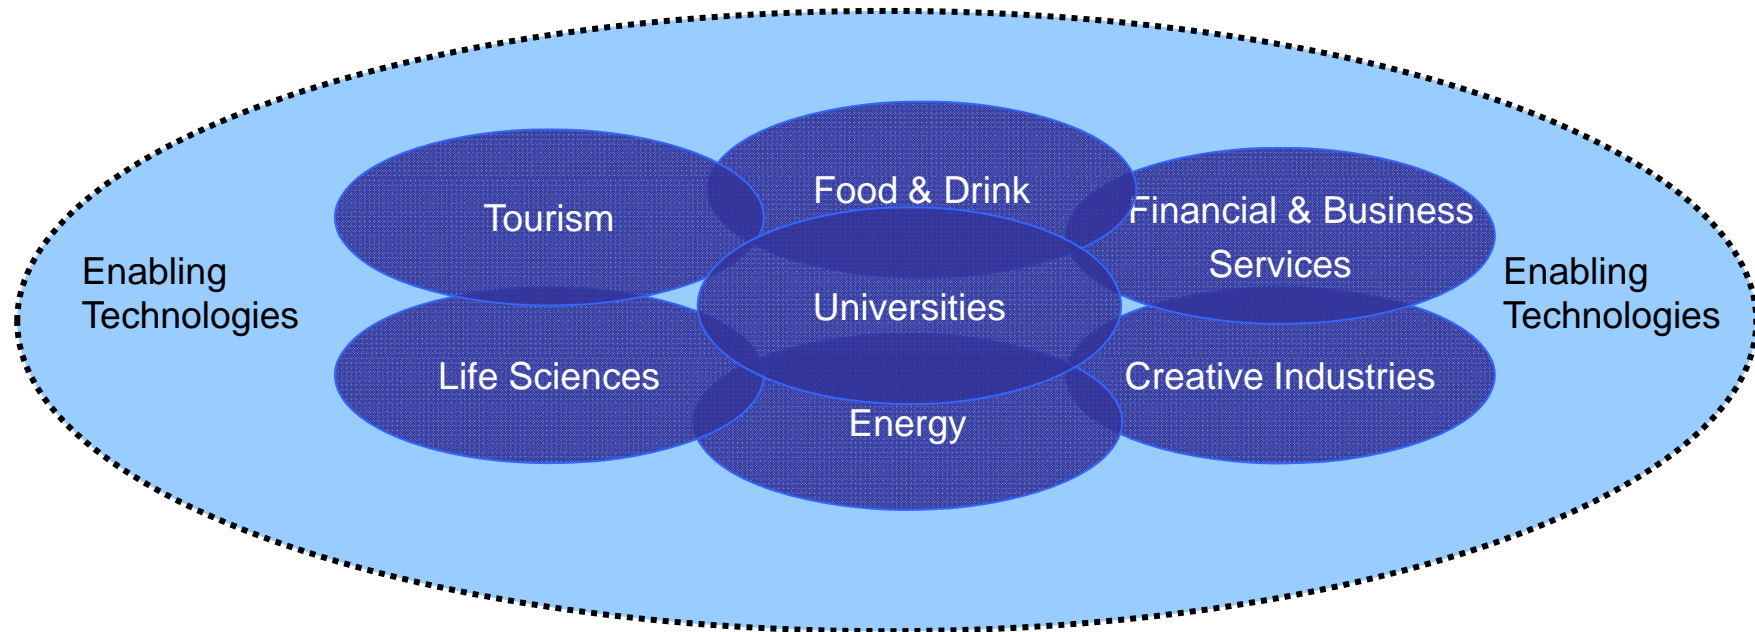 Food & Drink
Tourism
Financial & Business
Services
Enabling
Technologies
Universities
Enabling
Technologies
Life Sciences
Creative Industries
Energy